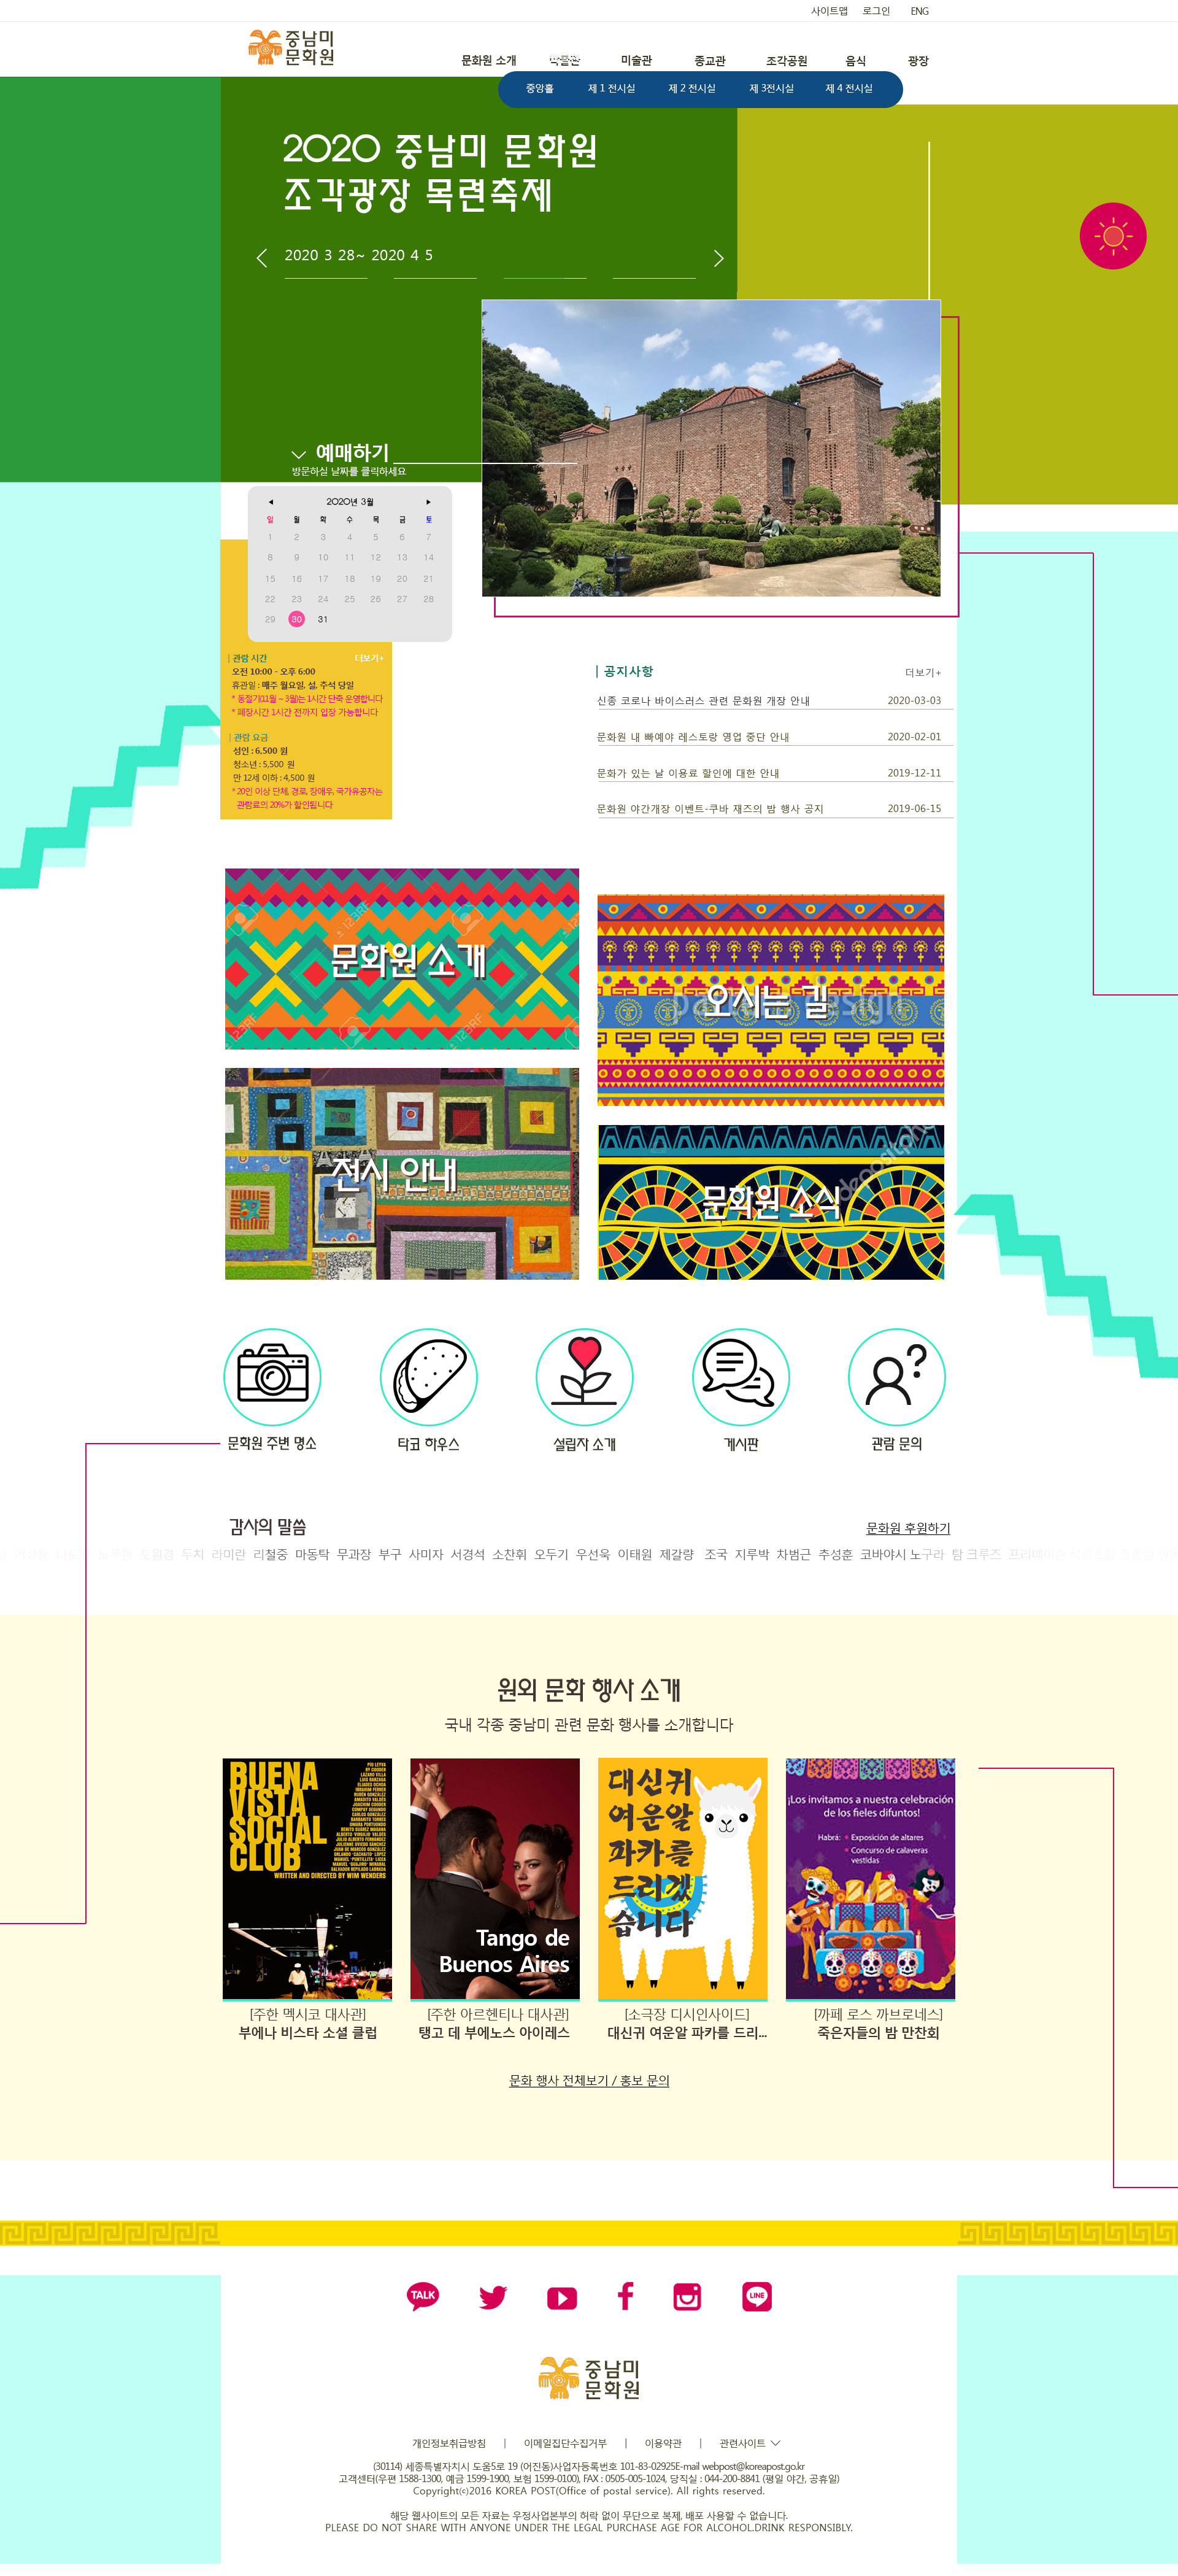 사이트맵 로그인 ENG
중남미
문화원
문화원 소개 미술관 종교관 조각공원 음식 광장
중앙홀 제 1 전시실 제 2 전시실 제 3전시실 제 4 전시실
2020 중남미 문화원
조각광장 목련축제
2020 3 28~ 2020 4 5
예매하기
방문하실 날짜를 클릭하세요
2020년 3월
일 월 화 수 목 금 토
1 2 3 4 5 6 7
8 9 10 11 12 13 14
15 16 17 18 19 20 21
22 23 24 25 26 27 28
29 30 31
| 관람 시간 더보기+
오전 10:00 - 오후 6:00
휴관일 : 매주 월요일, 설, 추석 당일
* 동절기(11월 ~ 3월)는 1시간 단축 운영합니다
* 폐장시간 1시간 전까지 입장 가능합니다
| 관람 요금
성인 : 6,500 원
청소년 : 5,500 원
만 12세 이하 : 4,500 원
* 20인 이상 단체, 경로, 장애우, 국가유공자는
관람료의 20%가 할인됩니다
| 공지사항 더보기+
신종 코로나 바이스러스 관련 문화원 개장 안내 2020-03-03
문화원 내 빠예야 레스토랑 영업 중단 안내 2020-02-01
문화가 있는 날 이용료 할인에 대한 안내 2019-12-11
문화원 야간개장 이벤트-쿠바 재즈의 밤 행사 공지 2019-06-15
문화원 소개
123RF
오시는 길
전시 안내
문화원 소식
문화원 주변 명소 타코 하우스 설립자 소개 게시판 관람 문의
감사의 말씀 문화원 후원하기
두치 라미란 리철중 마동탁 무과장 부구 사미자 서경석 소찬휘 오두기 우선욱 이태원 제갈량 조국 지루박 차범근 추성훈 코바야시 노구라 탐 크루즈
원외 문화 행사 소개
국내 각종 중남미 관련 문화 행사를 소개합니다
BUENA
VISTA
SOCIAL
CLUB
WRITTEN AND DIRECTED BY WIM WENDERS
Tango de
Buenos Aires
대신귀
여운알
파카를
드리겠
습니다
¡Los invitamos a nuestra celebración
de los fieles difuntos!
Habrá: Exposición de altares
Concurso de calaveras
vestidas
[주한 멕시코 대사관] [주한 아르헨티나 대사관] [소극장 디시인사이드] [까페 로스 까브로네스]
부에나 비스타 소셜 클럽 탱고 데 부에노스 아이레스 대신귀 여운알 파카를 드리... 죽은자들의 밤 만찬회
문화 행사 전체보기 / 홍보 문의
TALK LINE
중남미
문화원
개인정보취급방침 | 이메일집단수집거부 | 이용약관 | 관련사이트
(30114) 세종특별자치시 도움5로 19 (어진동)사업자등록번호 101-83-02925E-mail webpost@koreapost.go.kr
고객센터(우편 1588-1300, 예금 1599-1900, 보험 1599-0100), FAX : 0505-005-1024, 당직실 : 044-200-8841 (평일 야간, 공휴일)
Copyright(c)2016 KOREA POST(Office of postal service). All rights reserved.
해당 웹사이트의 모든 자료는 우정사업본부의 허락 없이 무단으로 복제, 배포 사용할 수 없습니다.
PLEASE DO NOT SHARE WITH ANYONE UNDER THE LEGAL PURCHASE AGE FOR ALCOHOL.DRINK RESPONSIBLY.